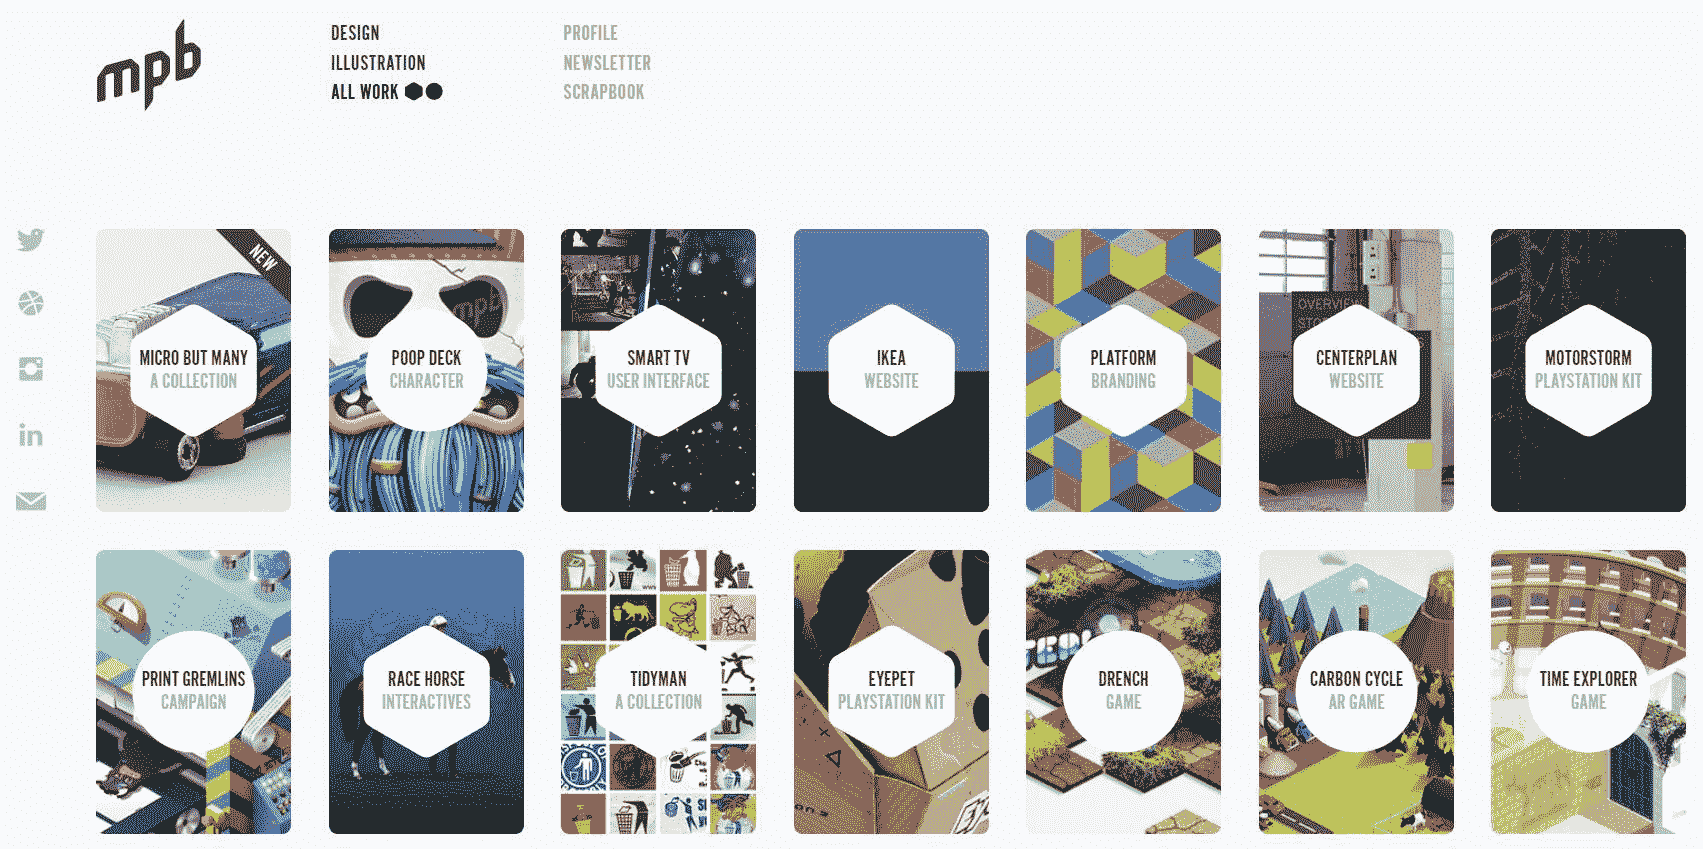 mpb
DESIGN
ILLUSTRATION
ALL WORK
PROFILE
NEWSLETTER
SCRAPBOOK
NEW
MICRO BUT MANY
A COLLECTION
mpb
POOP DECK
CHARACTER
SMART TV
USER INTERFACE
IKEA
WEBSITE
PLATFORM
BRANDING
OVERVIEW
CENTERPLAN
WEBSITE
MOTORSTORM
PLAYSTATION KIT
PRINT GREMLINS
CAMPAIGN
RACE HORSE
INTERACTIVES
TIDYMAN
A COLLECTION
EYEPET
PLAYSTATION KIT
DRENCH
GAME
CARBON CYCLE
AR GAME
TIME EXPLORER
GAME